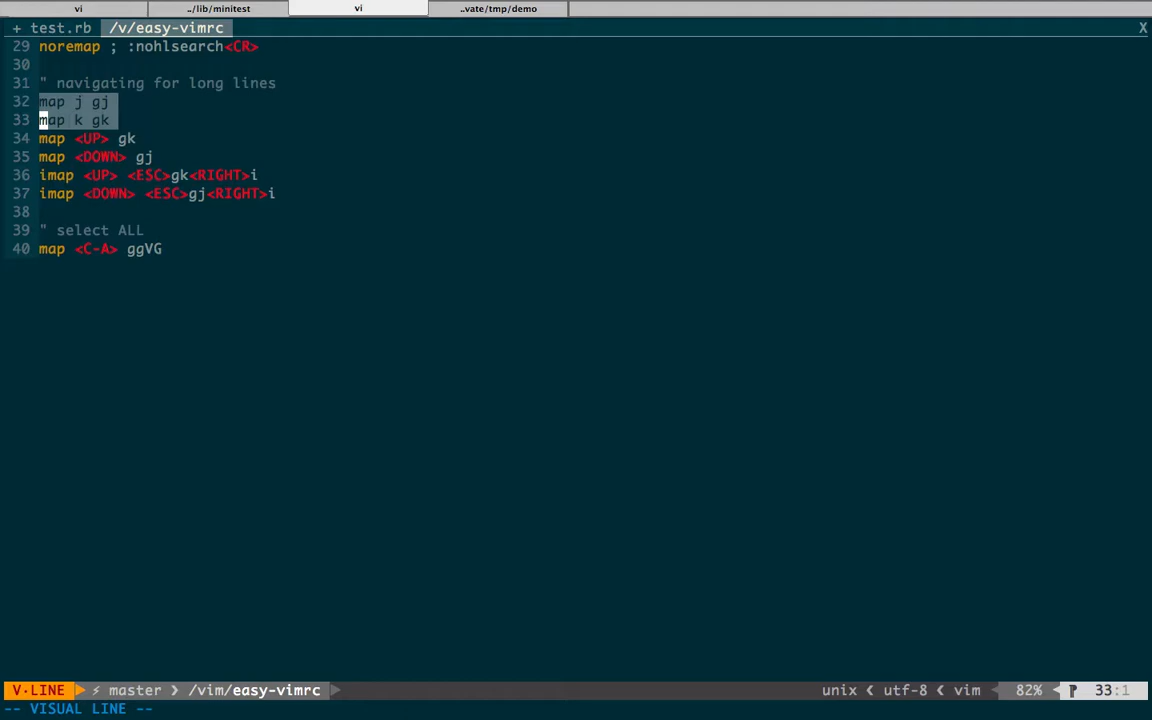 vi ../lib/minitest vi ..vate/tmp/demo
+ test.rb /v/easy-vimrc X
29 noremap ; :nohlsearch<CR>
30
31 " navigating for long lines
32 map j gj
33 map k gk
34 map <UP> gk
35 map <DOWN> gj
36 imap <UP> <ESC>gk<RIGHT>i
37 imap <DOWN> <ESC>gj<RIGHT>i
38
39 " select ALL
40 map <C-A> ggVG
V·LINE ⚡ master ❯ /vim/easy-vimrc unix ❮ utf-8 ❮ vim 82% 33:1
-- VISUAL LINE --